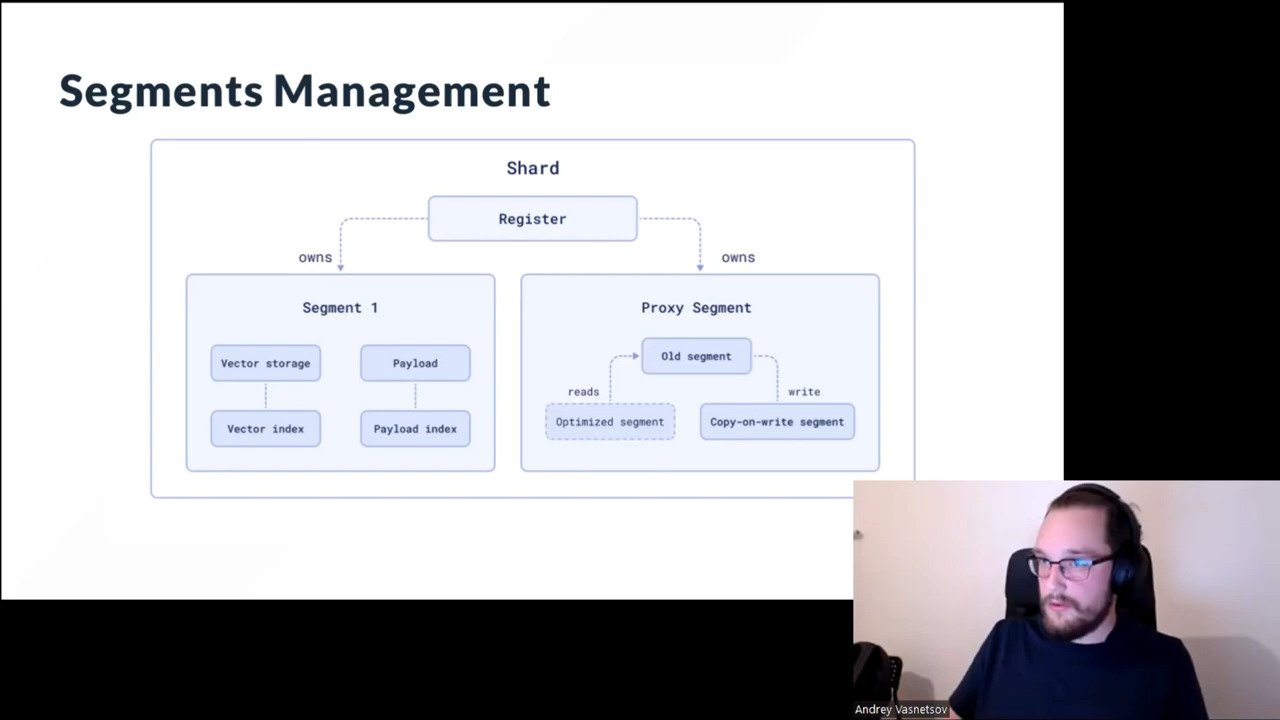 Segments Management
Shard
Register
owns
owns
Segment 1
Proxy Segment
Vector storage
Payload
Vector index
Payload index
Old segment
reads
write
Optimized segment
Copy-on-write segment
Andrey Vasnetsov